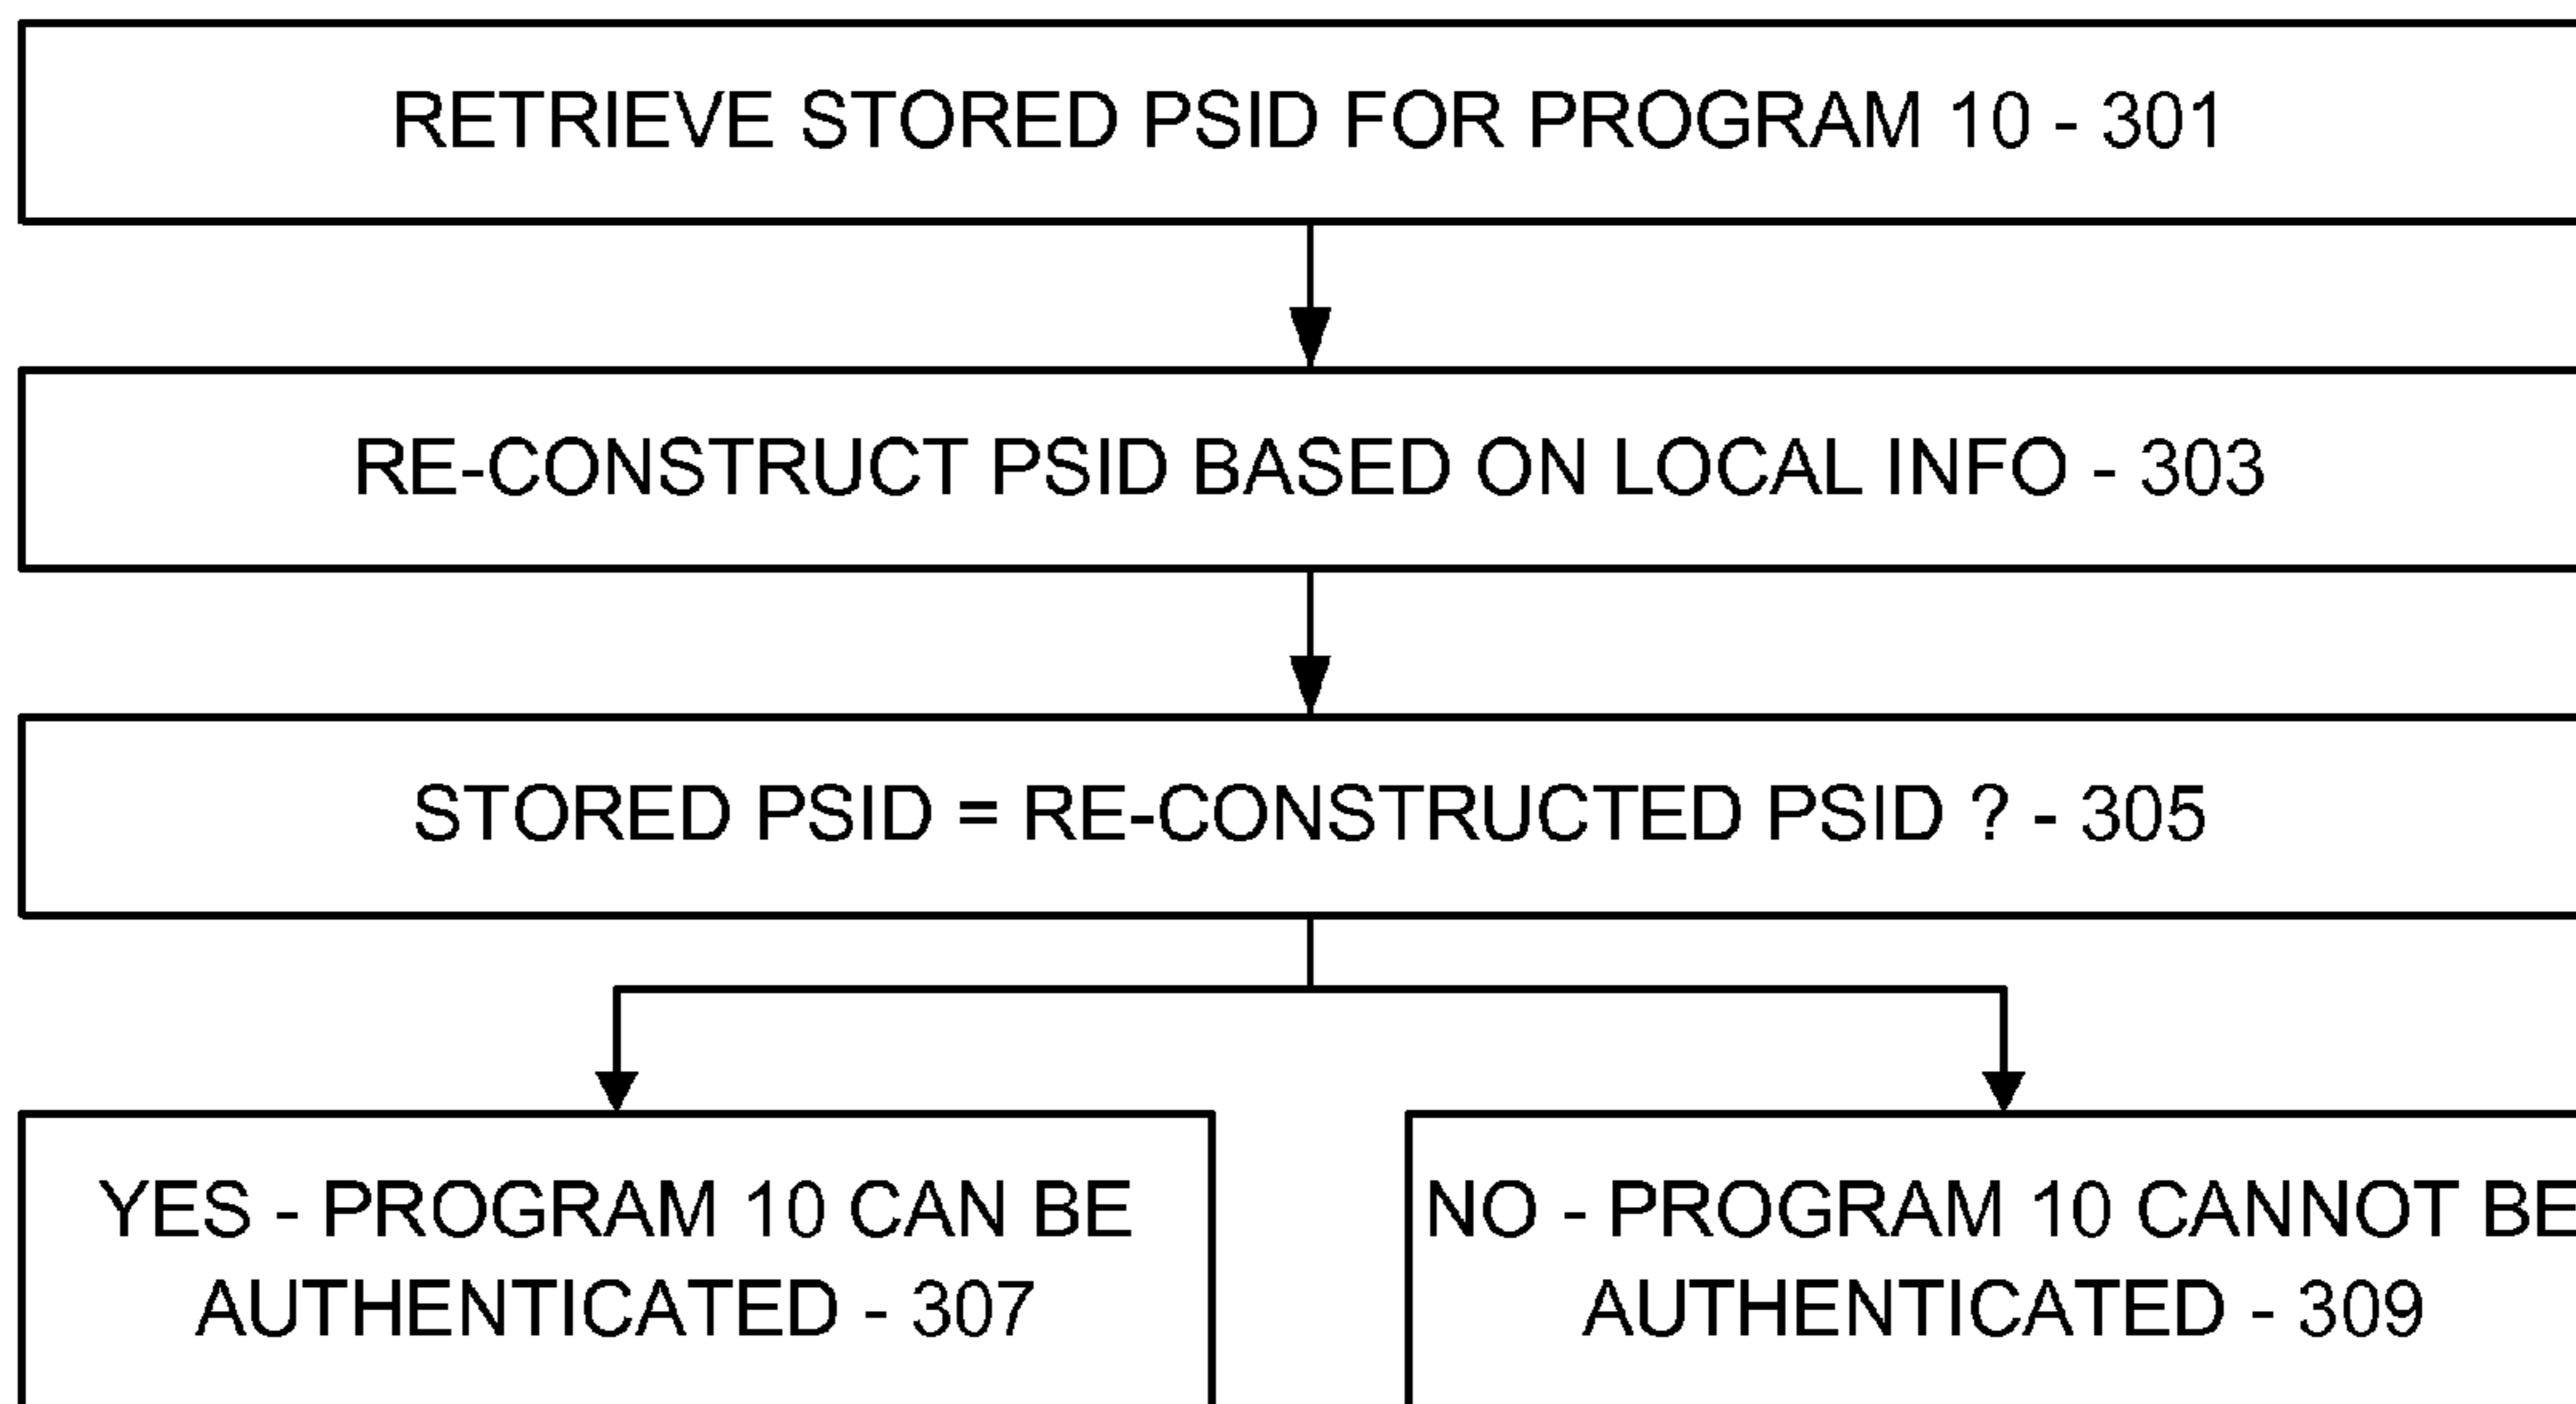 RETRIEVE STORED PSID FOR PROGRAM 10 - 301
RE-CONSTRUCT PSID BASED ON LOCAL INFO - 303
STORED PSID = RE-CONSTRUCTED PSID ? - 305
YES - PROGRAM 10 CAN BE
AUTHENTICATED - 307
NO - PROGRAM 10 CANNOT BE
AUTHENTICATED - 309